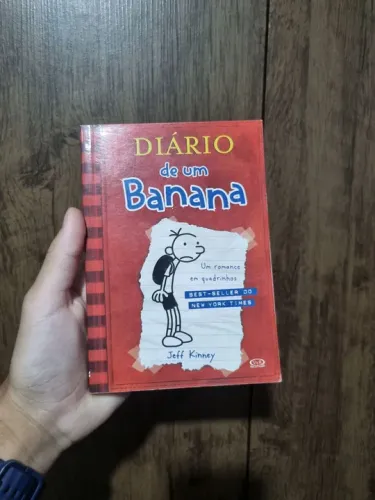 DIÁRIO
de um
Banana
Um romance
em quadrinhos
BEST-SELLER DO
NEW YORK TIMES
Jeff Kinney